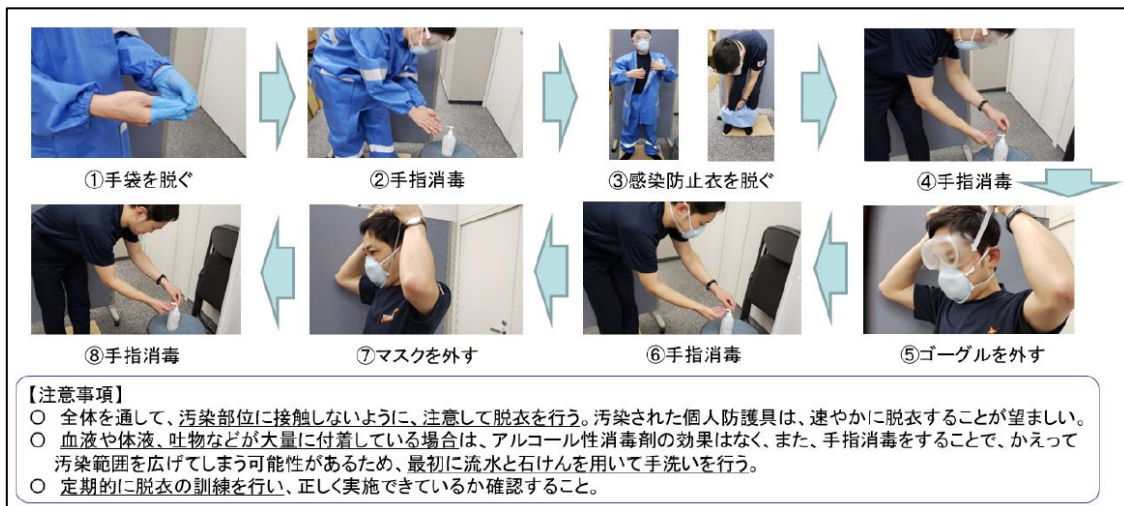 ①手袋を脱ぐ
②手指消毒
③感染防止衣を脱ぐ
④手指消毒
⑤ゴーグルを外す
⑥手指消毒
⑦マスクを外す
⑧手指消毒
【注意事項】
○ 全体を通して、汚染部位に接触しないように、注意して脱衣を行う。汚染された個人防護具は、速やかに脱衣することが望ましい。
○ 血液や体液、吐物などが大量に付着している場合は、アルコール性消毒剤の効果はなく、また、手指消毒をすることで、かえって
汚染範囲を広げてしまう可能性があるため、最初に流水と石けんを用いて手洗いを行う。
○ 定期的に脱衣の訓練を行い、正しく実施できているか確認すること。